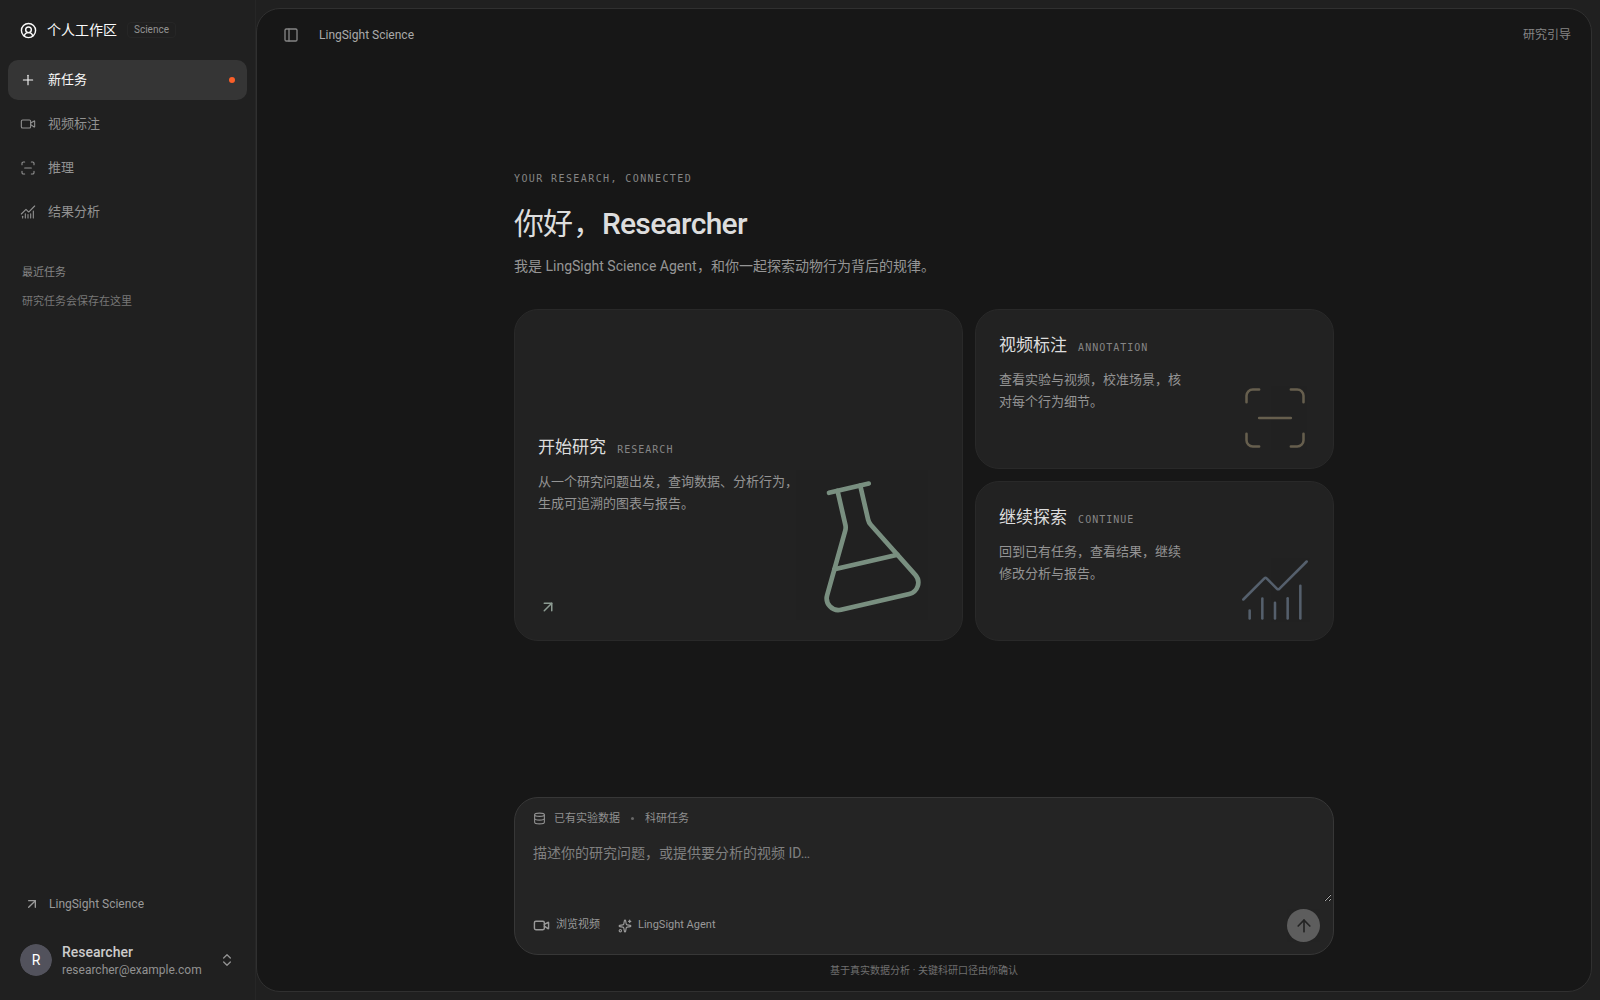 个人工作区 Science
新任务
视频标注
推理
结果分析
最近任务
研究任务会保存在这里
LingSight Science
R
Researcher
researcher@example.com
LingSight Science
研究引导
YOUR RESEARCH, CONNECTED
你好，Researcher
我是 LingSight Science Agent，和你一起探索动物行为背后的规律。
开始研究 RESEARCH
从一个研究问题出发，查询数据、分析行为，
生成可追溯的图表与报告。
视频标注 ANNOTATION
查看实验与视频，校准场景，核
对每个行为细节。
继续探索 CONTINUE
回到已有任务，查看结果，继续
修改分析与报告。
已有实验数据 • 科研任务
描述你的研究问题，或提供要分析的视频 ID...
浏览视频 LingSight Agent
基于真实数据分析 · 关键科研口径由你确认